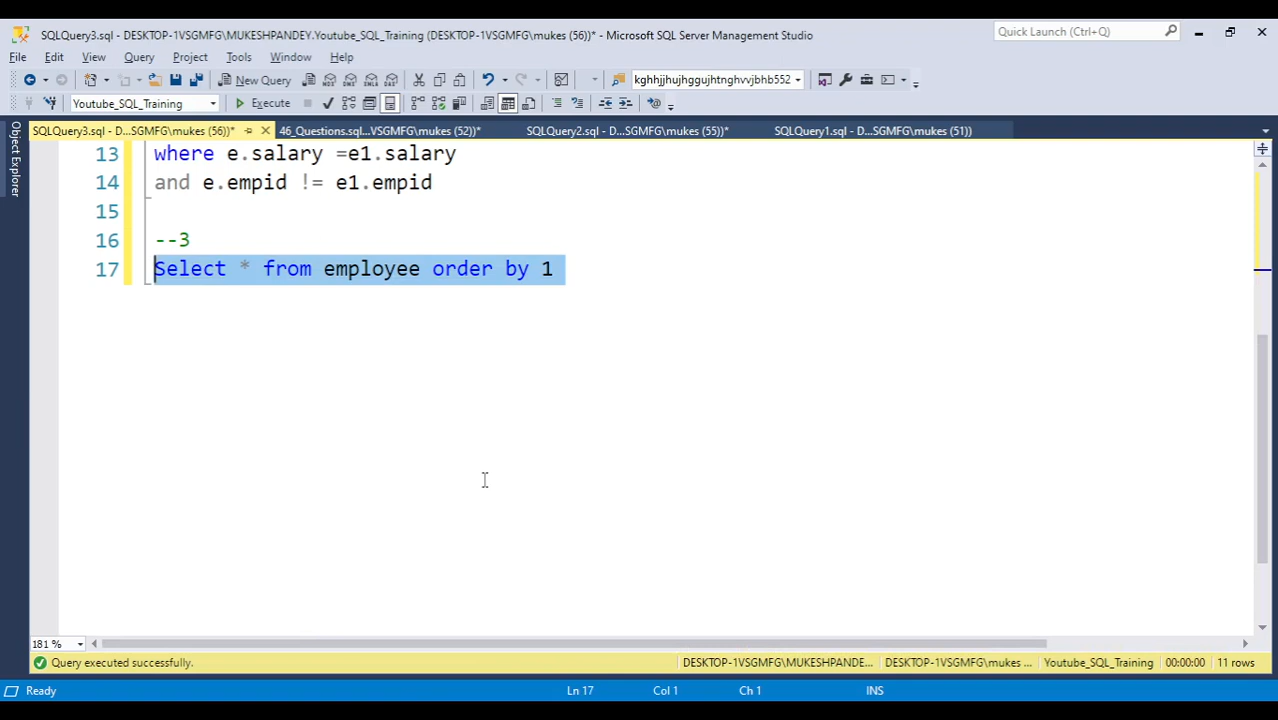 SQLQuery3.sql - DESKTOP-1VSGMFG\MUKESHPANDEY.Youtube_SQL_Training (DESKTOP-1VSGMFG\mukes (56))* - Microsoft SQL Server Management Studio
Quick Launch (Ctrl+Q)
File Edit View Query Project Tools Window Help
New Query kghhjjhujhggujhtnghvvjbhb552
Youtube_SQL_Training Execute
SQLQuery3.sql - D...SGMFG\mukes (56))* 46_Questions.sql...VSGMFG\mukes (52))* SQLQuery2.sql - D...SGMFG\mukes (55))* SQLQuery1.sql - D...SGMFG\mukes (51))
Object Explorer
13 where e.salary =e1.salary
14 and e.empid != e1.empid
15
16 --3
17 Select * from employee order by 1
181 %
Query executed successfully. DESKTOP-1VSGMFG\MUKESHPANDE... DESKTOP-1VSGMFG\mukes ... Youtube_SQL_Training 00:00:00 11 rows
Ready Ln 17 Col 1 Ch 1 INS